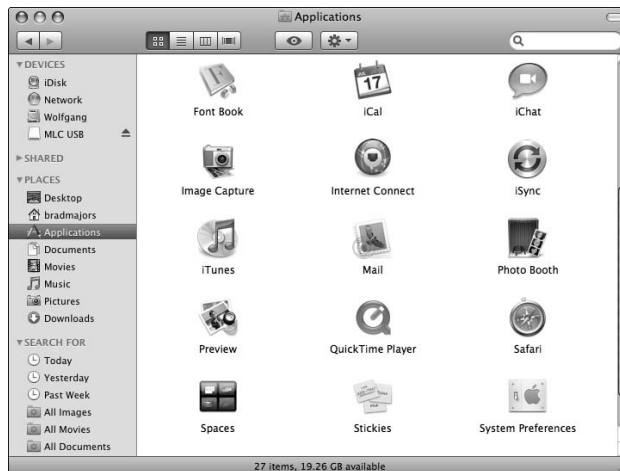 Applications
DEVICES
iDisk
Network
Wolfgang
MLC USB
SHARED
PLACES
Desktop
bradmajors
Applications
Documents
Movies
Music
Pictures
Downloads
SEARCH FOR
Today
Yesterday
Past Week
All Images
All Movies
All Documents
Font Book
iCal
17
iChat
Image Capture
Internet Connect
iSync
iTunes
Mail
Photo Booth
Preview
QuickTime Player
Safari
Spaces
Stickies
System Preferences
27 items, 19.26 GB available